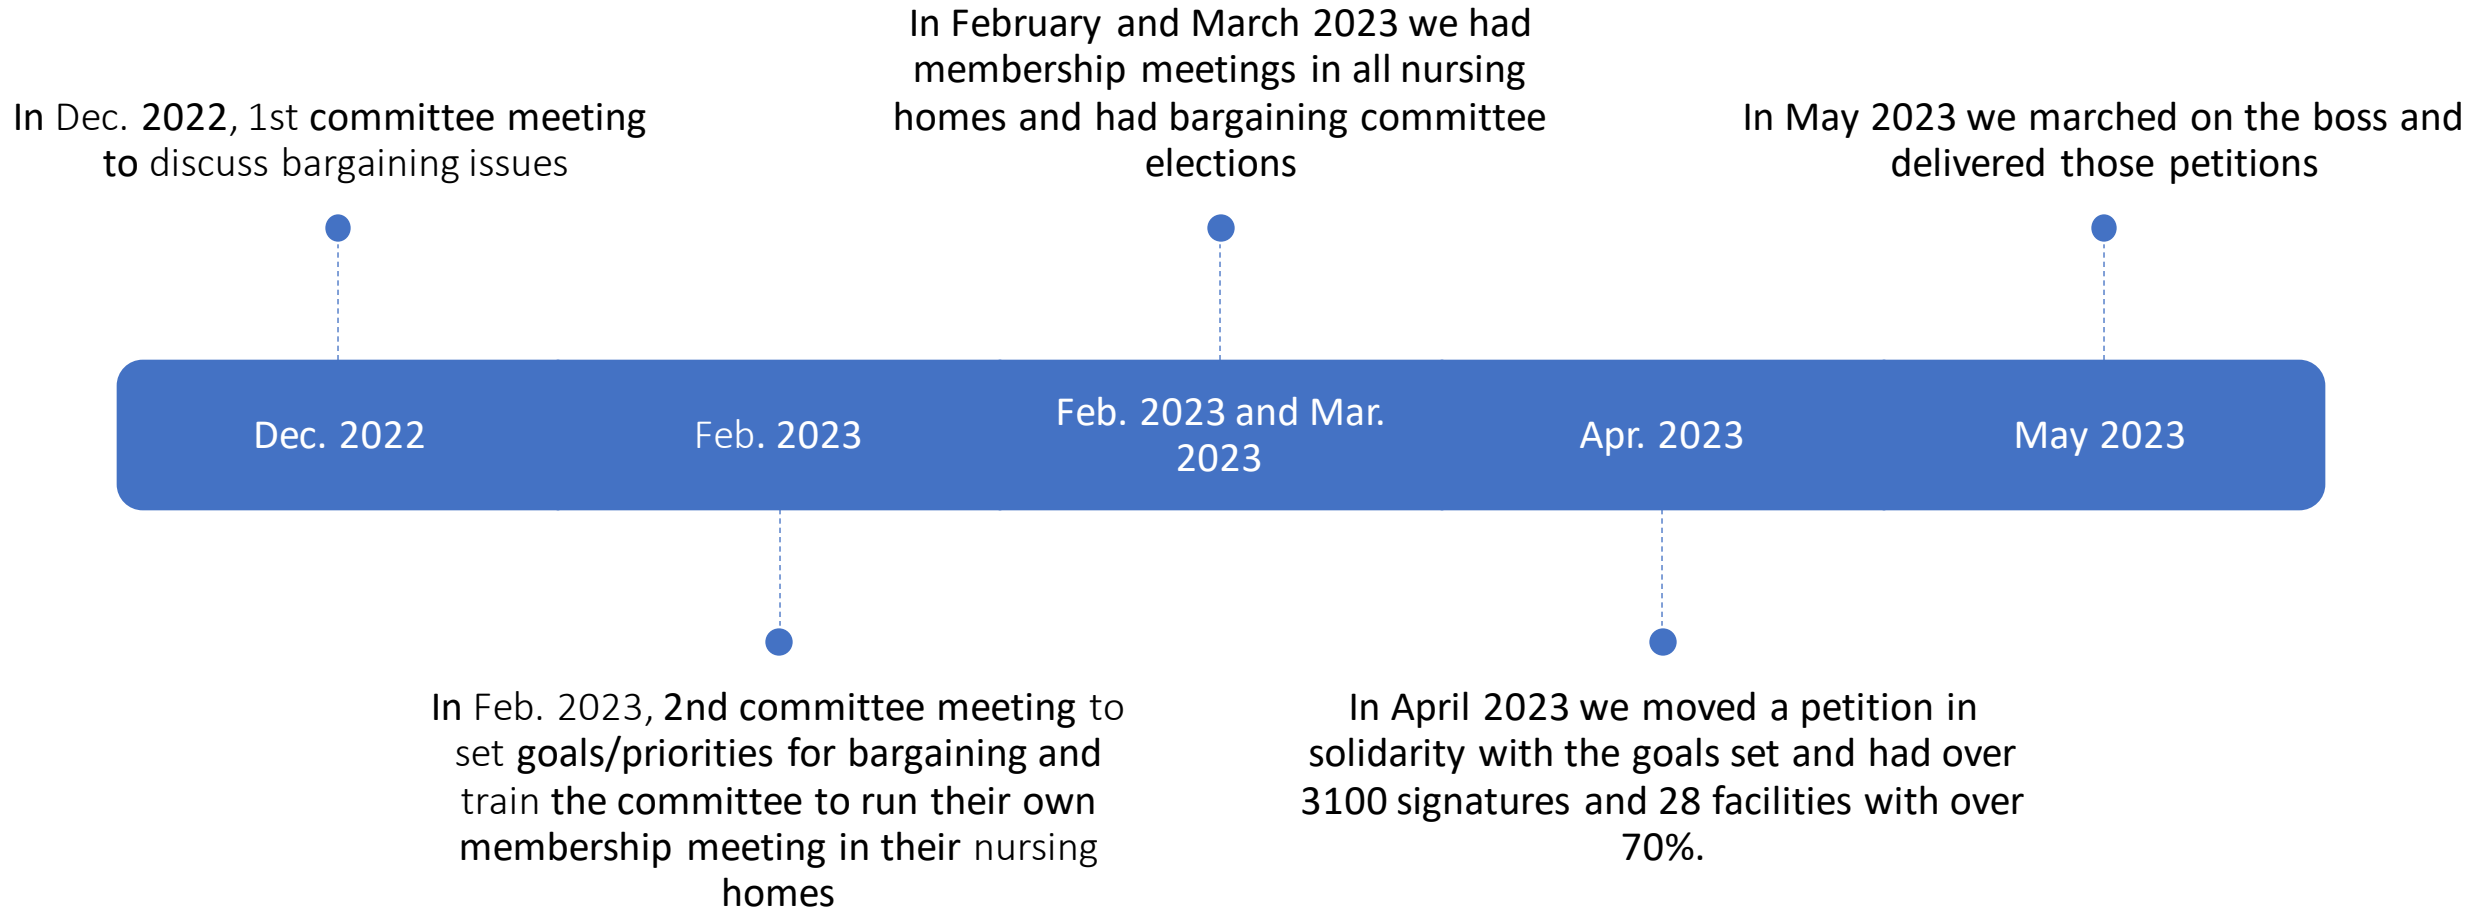 In Dec. 2022, 1st committee meeting
to discuss bargaining issues
In February and March 2023 we had
membership meetings in all nursing
homes and had bargaining committee
elections
In May 2023 we marched on the boss and
delivered those petitions
Dec. 2022
Feb. 2023
Feb. 2023 and Mar.
2023
Apr. 2023
May 2023
In Feb. 2023, 2nd committee meeting to
set goals/priorities for bargaining and
train the committee to run their own
membership meeting in their nursing
homes
In April 2023 we moved a petition in
solidarity with the goals set and had over
3100 signatures and 28 facilities with over
70%.